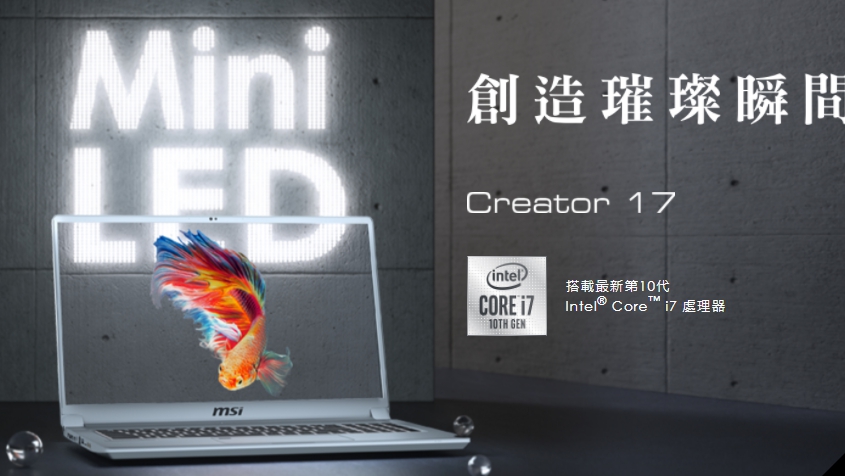 Mini
LED
創造璀璨瞬間
Creator 17
intel
CORE i7
10TH GEN
搭載最新第10代
Intel® Core™ i7 處理器
msi